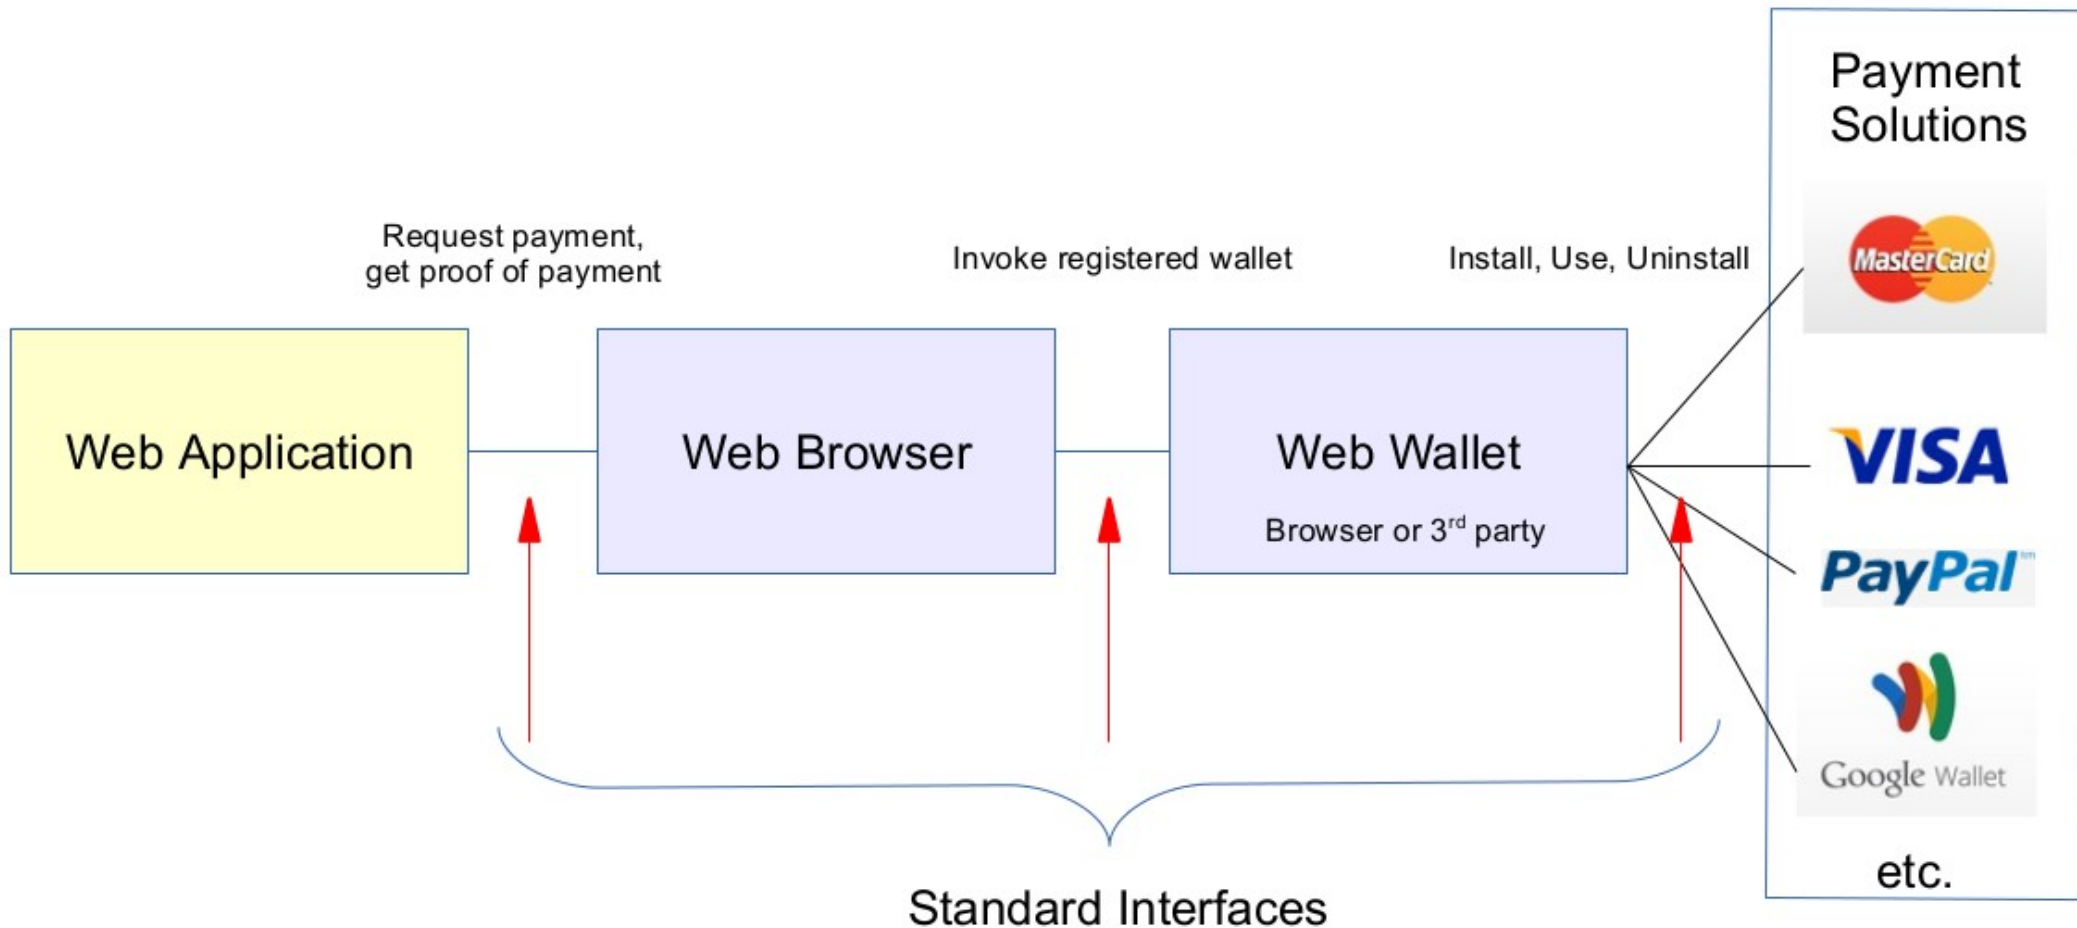 Payment
Solutions
Request payment,
get proof of payment
Invoke registered wallet
Install, Use, Uninstall
MasterCard
Web Application
Web Browser
Web Wallet
Browser or 3rd party
VISA
PayPal™
Google Wallet
etc.
Standard Interfaces